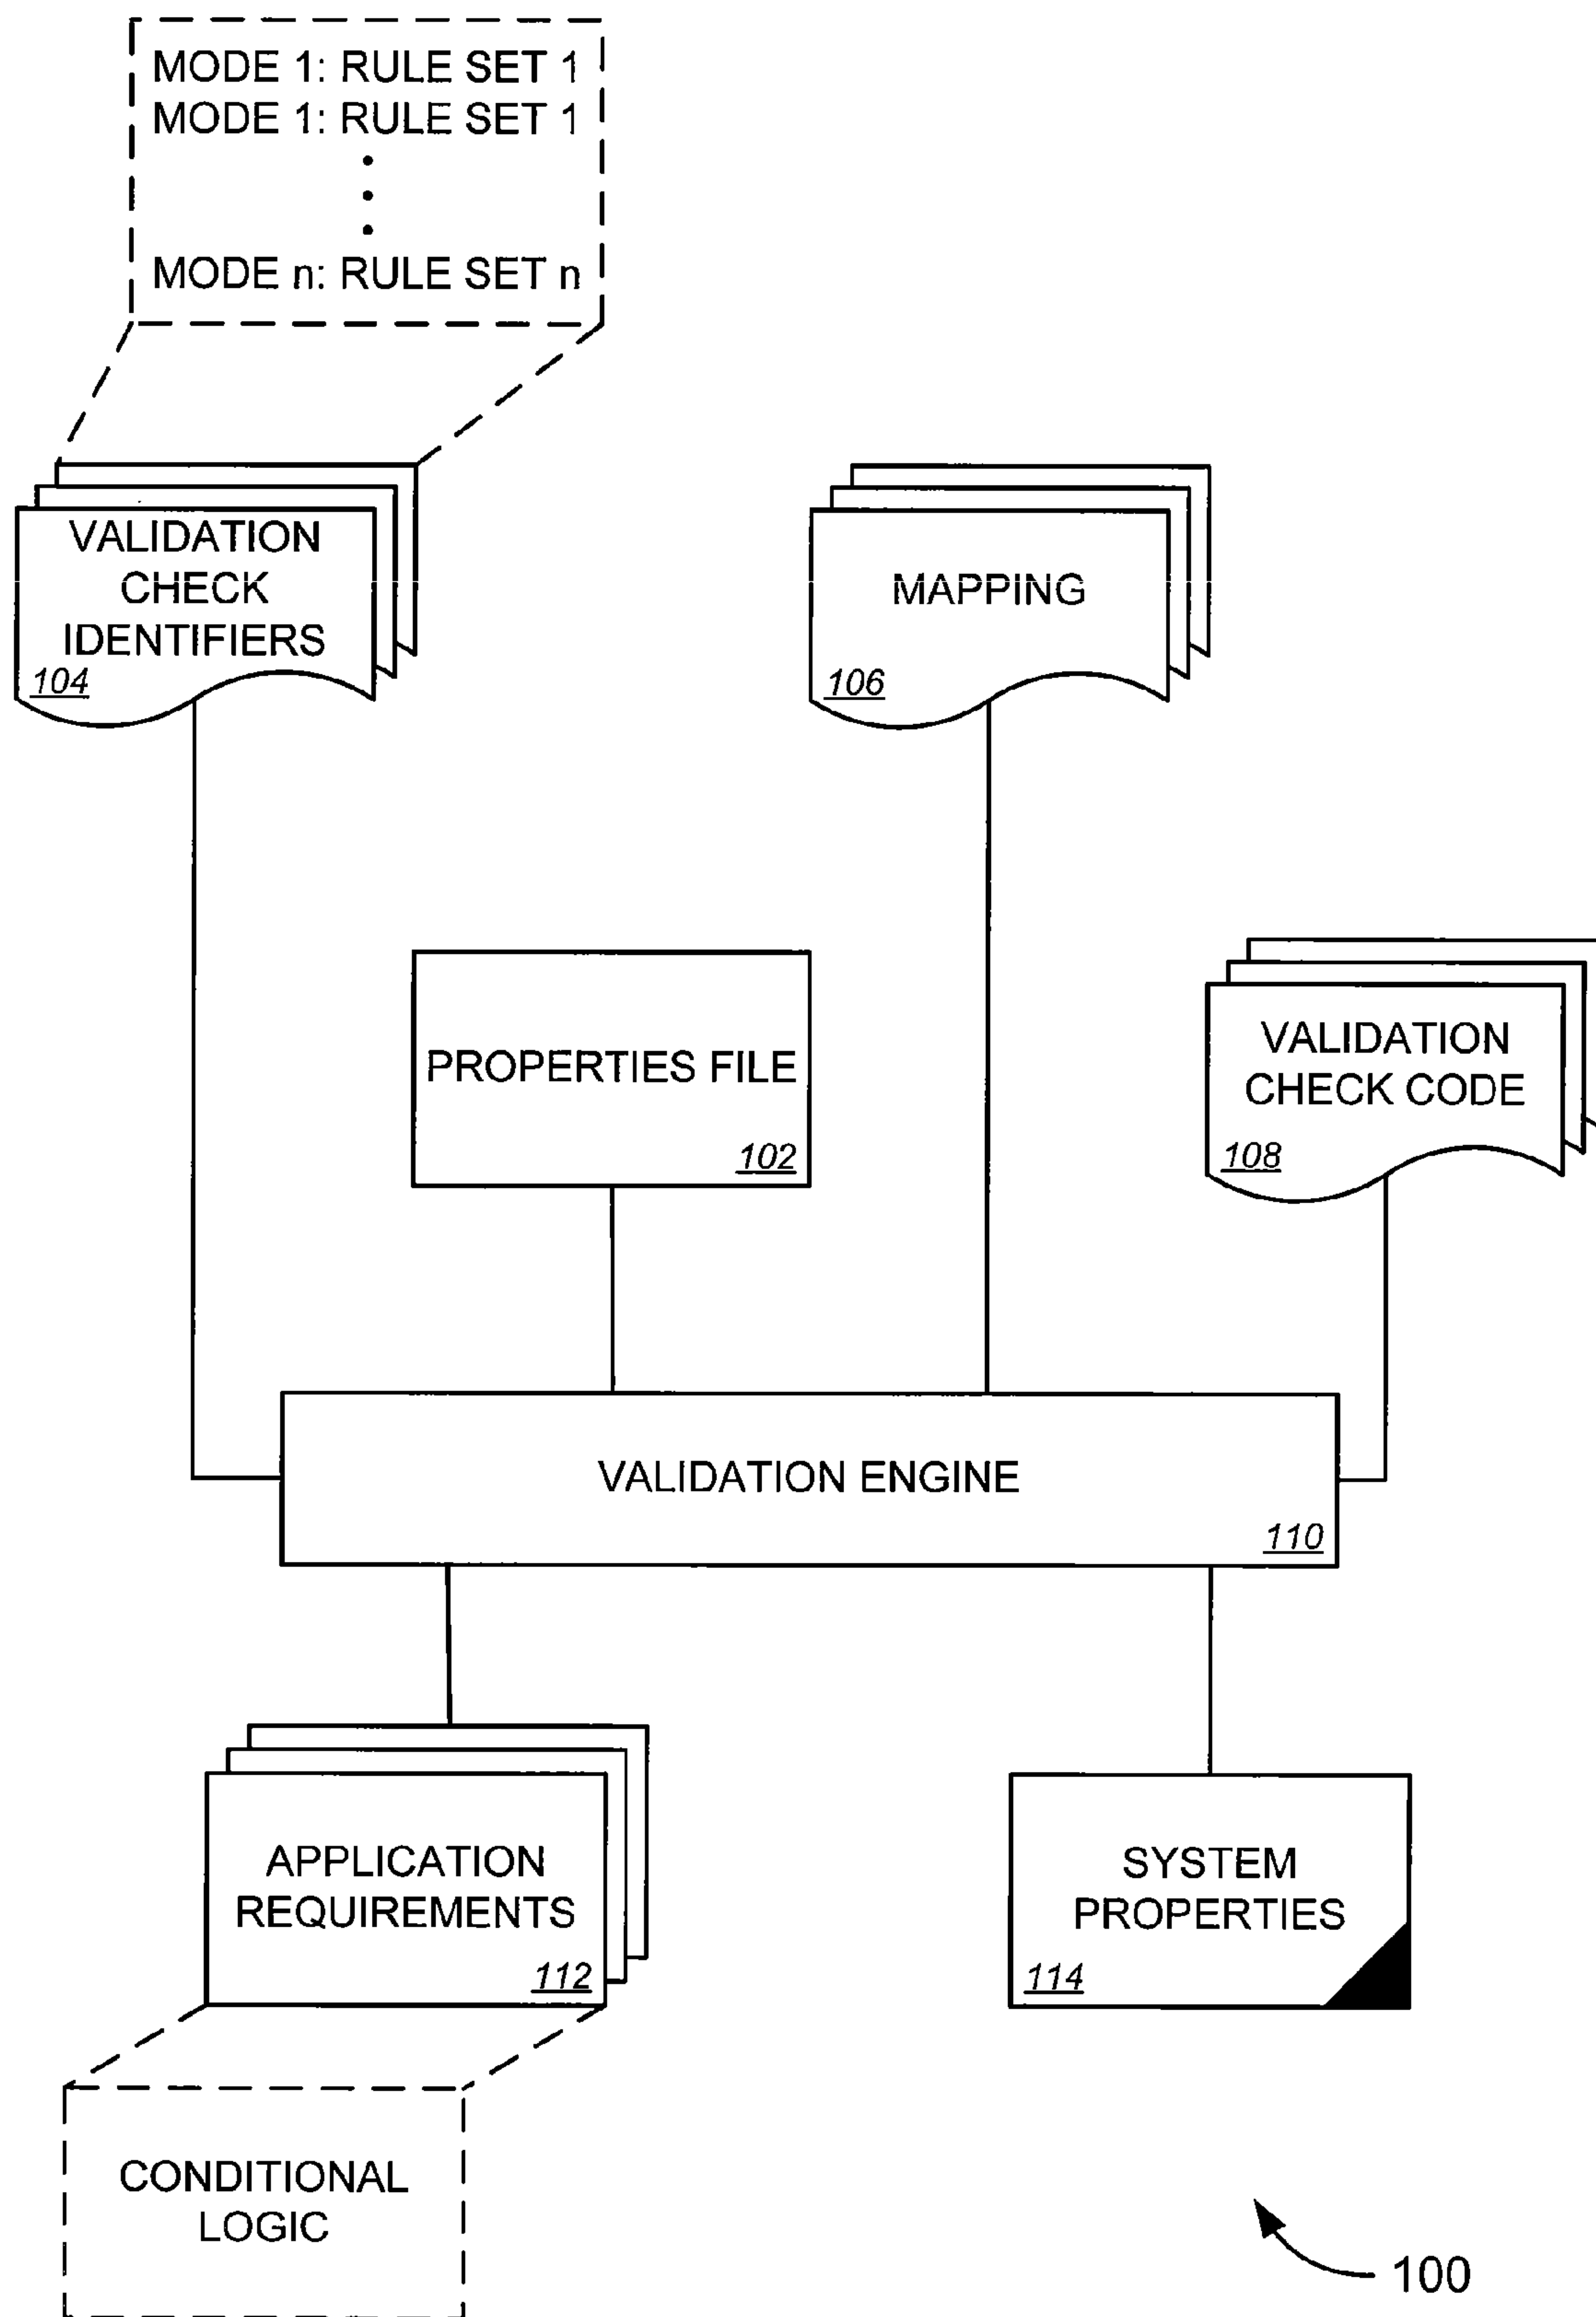 MODE 1: RULE SET 1
MODE 1: RULE SET 1
MODE n: RULE SET n
VALIDATION
CHECK
IDENTIFIERS
104
MAPPING
106
PROPERTIES FILE
102
VALIDATION
CHECK CODE
108
VALIDATION ENGINE
110
APPLICATION
REQUIREMENTS
112
SYSTEM
PROPERTIES
114
CONDITIONAL
LOGIC
100